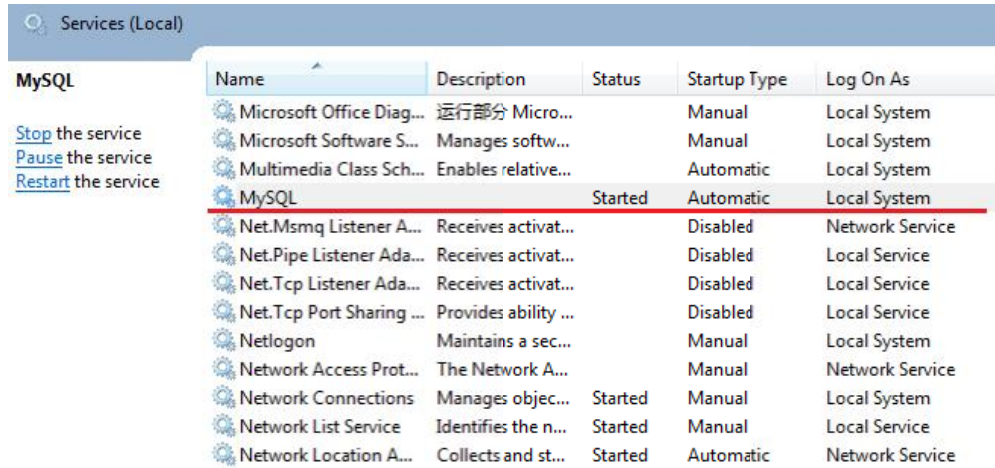 Services (Local)
MySQL
Stop the service
Pause the service
Restart the service
Name Description Status Startup Type Log On As
Microsoft Office Diag... 运行部分 Micro... Manual Local System
Microsoft Software S... Manages softw... Manual Local System
Multimedia Class Sch... Enables relative... Automatic Local System
MySQL Started Automatic Local System
Net.Msmq Listener A... Receives activat... Disabled Network Service
Net.Pipe Listener Ada... Receives activat... Disabled Local Service
Net.Tcp Listener Ada... Receives activat... Disabled Local Service
Net.Tcp Port Sharing ... Provides ability ... Disabled Local Service
Netlogon Maintains a sec... Manual Local System
Network Access Prot... The Network A... Manual Network Service
Network Connections Manages objec... Started Manual Local System
Network List Service Identifies the n... Started Manual Local Service
Network Location A... Collects and st... Started Automatic Network Service